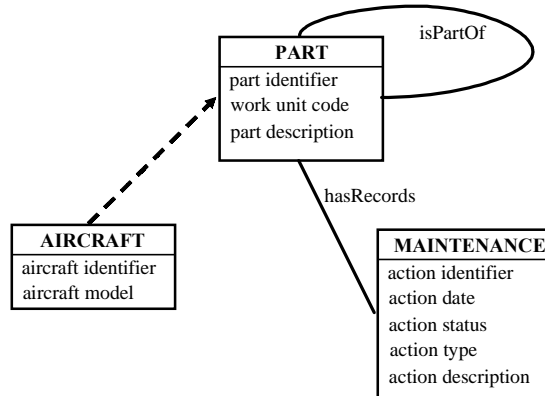 isPartOf
PART
part identifier
work unit code
part description
hasRecords
AIRCRAFT
aircraft identifier
aircraft model
MAINTENANCE
action identifier
action date
action status
action type
action description